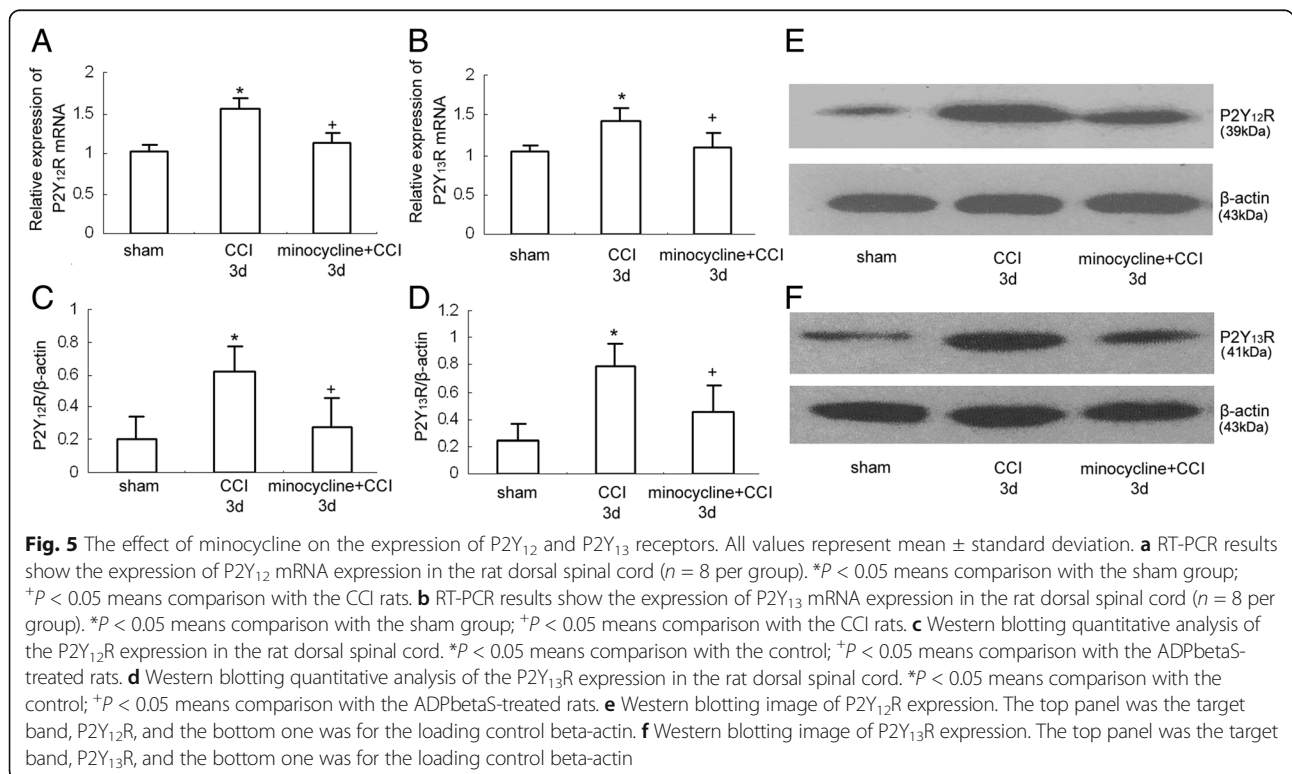 A
Relative expression of
P2Y₁₂R mRNA
2
1.5
1
0.5
0
*
+
sham
CCI
3d
minocycline+CCI
3d
B
Relative expression of
P2Y₁₃R mRNA
2
1.5
1
0.5
0
*
+
sham
CCI
3d
minocycline+CCI
3d
C
P2Y₁₂R/β-actin
1
0.8
0.6
0.4
0.2
0
*
+
sham
CCI
3d
minocycline+CCI
3d
D
P2Y₁₃R/β-actin
1.2
1
0.8
0.6
0.4
0.2
0
*
+
sham
CCI
3d
minocycline+CCI
3d
E
P2Y₁₂R
(39kDa)
β-actin
(43kDa)
sham
CCI
3d
minocycline+CCI
3d
F
P2Y₁₃R
(41kDa)
β-actin
(43kDa)
sham
CCI
3d
minocycline+CCI
3d
Fig. 5 The effect of minocycline on the expression of P2Y₁₂ and P2Y₁₃ receptors. All values represent mean ± standard deviation. a RT-PCR results
show the expression of P2Y₁₂ mRNA expression in the rat dorsal spinal cord (n = 8 per group). *P < 0.05 means comparison with the sham group;
⁺P < 0.05 means comparison with the CCI rats. b RT-PCR results show the expression of P2Y₁₃ mRNA expression in the rat dorsal spinal cord (n = 8 per
group). *P < 0.05 means comparison with the sham group; ⁺P < 0.05 means comparison with the CCI rats. c Western blotting quantitative analysis of
the P2Y₁₂R expression in the rat dorsal spinal cord. *P < 0.05 means comparison with the control; ⁺P < 0.05 means comparison with the ADPbetaS-
treated rats. d Western blotting quantitative analysis of the P2Y₁₃R expression in the rat dorsal spinal cord. *P < 0.05 means comparison with the
control; ⁺P < 0.05 means comparison with the ADPbetaS-treated rats. e Western blotting image of P2Y₁₂R expression. The top panel was the target
band, P2Y₁₂R, and the bottom one was for the loading control beta-actin. f Western blotting image of P2Y₁₃R expression. The top panel was the target
band, P2Y₁₃R, and the bottom one was for the loading control beta-actin